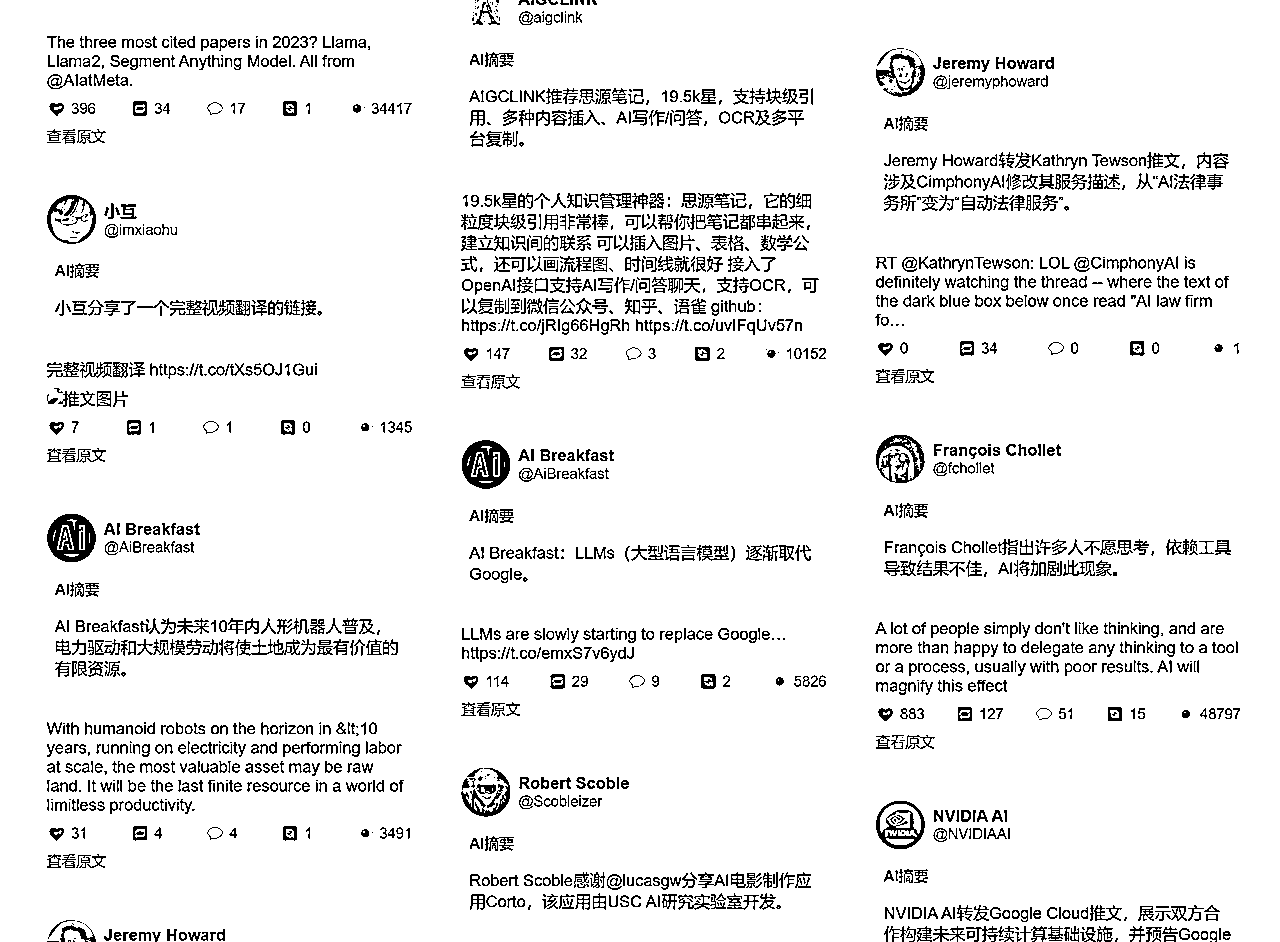 The three most cited papers in 2023? Llama,
Llama2, Segment Anything Model. All from
@AIatMeta.
396 34 17 1 34417
查看原文
小互
@imxiaohu
AI摘要
小互分享了一个完整视频翻译的链接。
完整视频翻译 https://t.co/tXs5OJ1Gui
推文图片
7 1 1 0 1345
查看原文
AI Breakfast
@AiBreakfast
AI摘要
AI Breakfast认为未来10年内人形机器人普及，
电力驱动和大规模劳动将使土地成为最有价值的
有限资源。
With humanoid robots on the horizon in &lt;10
years, running on electricity and performing labor
at scale, the most valuable asset may be raw
land. It will be the last finite resource in a world of
limitless productivity.
31 4 4 1 3491
查看原文
Jeremy Howard
AIGCLINK
@aigclink
AI摘要
AIGCLINK推荐思源笔记，19.5k星，支持块级引
用、多种内容插入、AI写作/问答，OCR及多平
台复制。
19.5k星的个人知识管理神器：思源笔记，它的细
粒度块级引用非常棒，可以帮你把笔记都串起来，
建立知识间的联系 可以插入图片、表格、数学公
式，还可以画流程图、时间线就很好 接入了
OpenAI接口支持AI写作/问答聊天，支持OCR，可
以复制到微信公众号、知乎、语雀 github：
https://t.co/jRIg66HgRh https://t.co/uvIFqUv57n
147 32 3 2 10152
查看原文
AI Breakfast
@AiBreakfast
AI摘要
AI Breakfast：LLMs（大型语言模型）逐渐取代
Google。
LLMs are slowly starting to replace Google…
https://t.co/emxS7v6ydJ
114 29 9 2 5826
查看原文
Robert Scoble
@Scobleizer
AI摘要
Robert Scoble感谢@lucasgw分享AI电影制作应
用Corto，该应用由USC AI研究实验室开发。
Jeremy Howard
@jeremyphoward
AI摘要
Jeremy Howard转发Kathryn Tewson推文，内容
涉及CimphonyAI修改其服务描述，从“AI法律事
务所”变为“自动法律服务”。
RT @KathrynTewson: LOL @CimphonyAI is
definitely watching the thread -- where the text of
the dark blue box below once read "AI law firm
fo…
0 34 0 0 1
查看原文
François Chollet
@fchollet
AI摘要
François Chollet指出许多人不愿思考，依赖工具
导致结果不佳，AI将加剧此现象。
A lot of people simply don't like thinking, and are
more than happy to delegate any thinking to a tool
or a process, usually with poor results. AI will
magnify this effect
883 127 51 15 48797
查看原文
NVIDIA AI
@NVIDIAAI
AI摘要
NVIDIA AI转发Google Cloud推文，展示双方合
作构建未来可持续计算基础设施，并预告Google